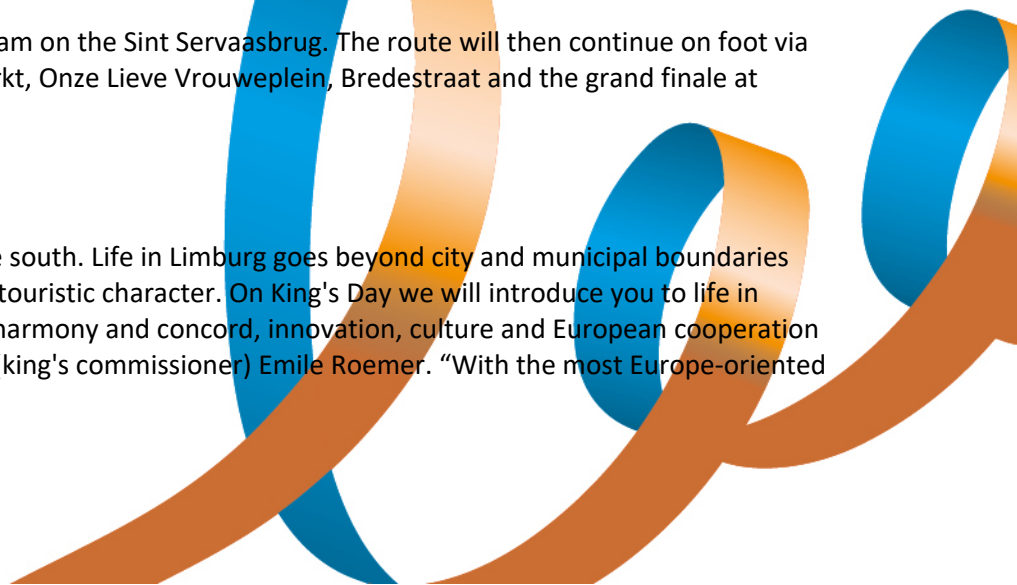 am on the Sint Servaasbrug. The route will then continue on foot via
rkt, Onze Lieve Vrouweplein, Bredestraat and the grand finale at
e south. Life in Limburg goes beyond city and municipal boundaries
touristic character. On King's Day we will introduce you to life in
harmony and concord, innovation, culture and European cooperation
(king's commissioner) Emile Roemer. “With the most Europe-oriented